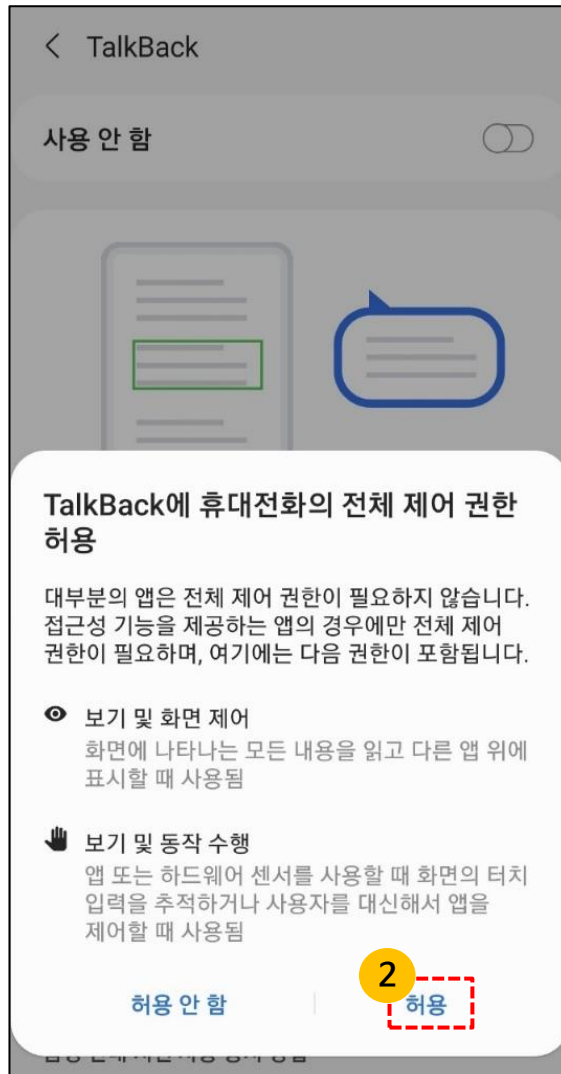 TalkBack
사용 안 함
TalkBack에 휴대전화의 전체 제어 권한
허용
대부분의 앱은 전체 제어 권한이 필요하지 않습니다.
접근성 기능을 제공하는 앱의 경우에만 전체 제어
권한이 필요하며, 여기에는 다음 권한이 포함됩니다.
보기 및 화면 제어
화면에 나타나는 모든 내용을 읽고 다른 앱 위에
표시할 때 사용됨
보기 및 동작 수행
앱 또는 하드웨어 센서를 사용할 때 화면의 터치
입력을 추적하거나 사용자를 대신해서 앱을
제어할 때 사용됨
2
허용 안 함
허용